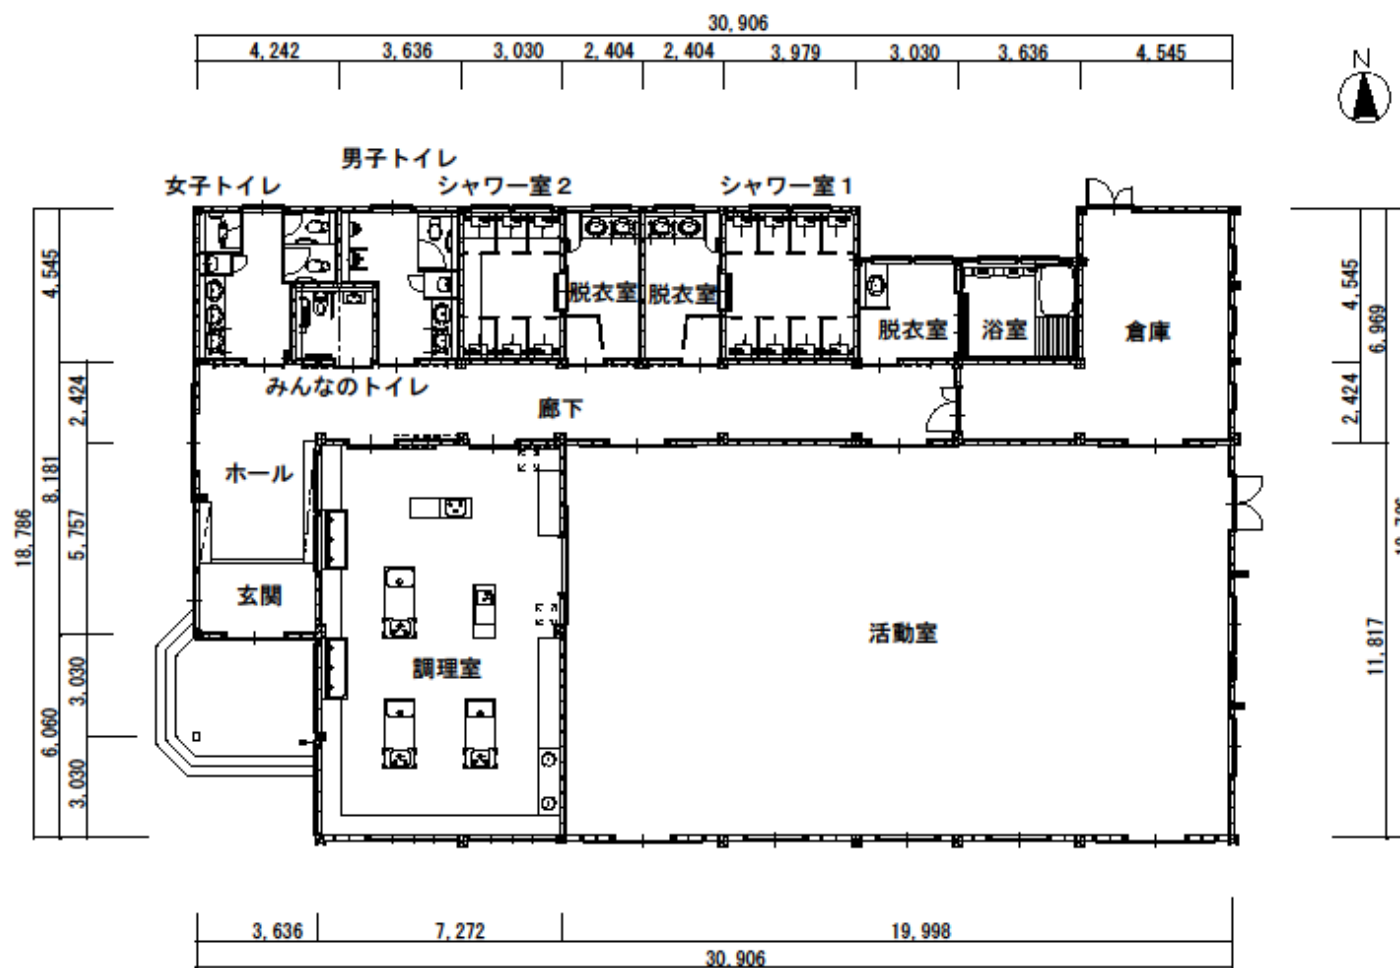 30,906
4,242 3,636 3,030 2,404 2,404 3,979 3,030 3,636 4,545
N
男子トイレ
女子トイレ シャワー室2 シャワー室1
4,545
4,545
6,969
脱衣室 脱衣室
脱衣室 浴室 倉庫
みんなのトイレ
2,424
2,424
廊下
ホール
8,181
18,786
5,757
玄関
活動室
調理室
11,817
3,030
6,060
3,030
3,636 7,272 19,998
30,906